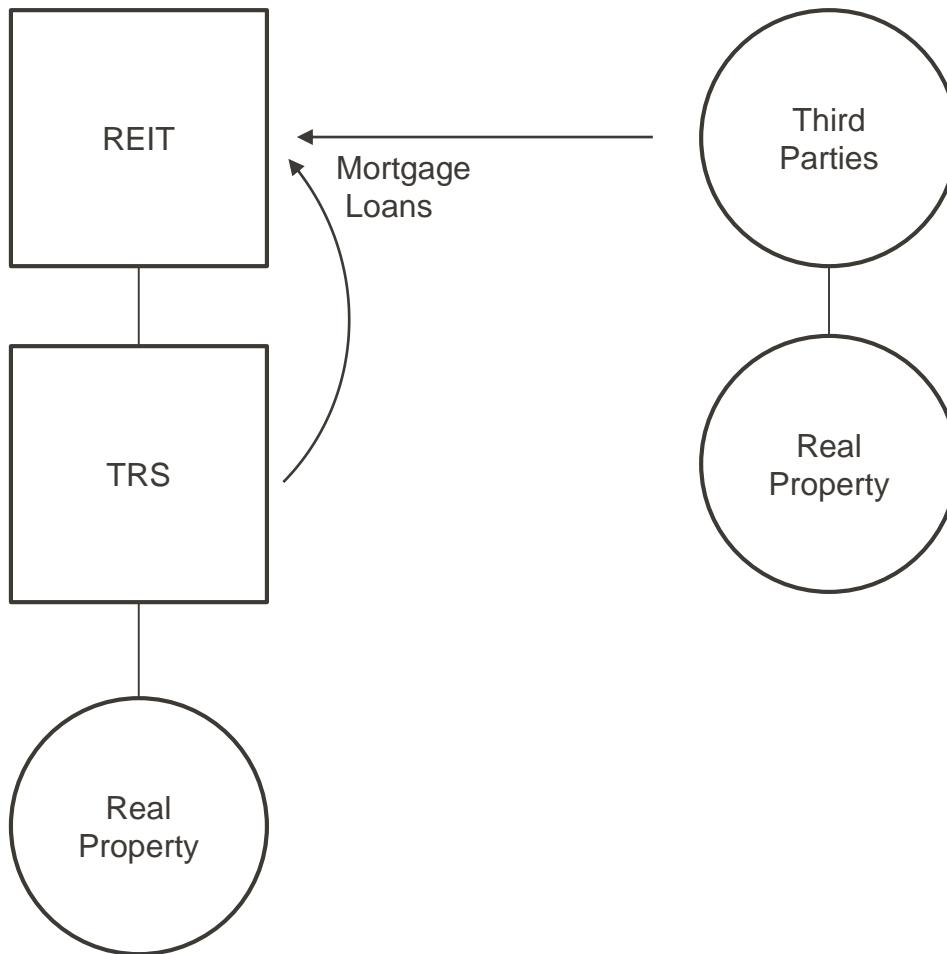 REIT
Third
Parties
Mortgage
Loans
TRS
Real
Property
Real
Property